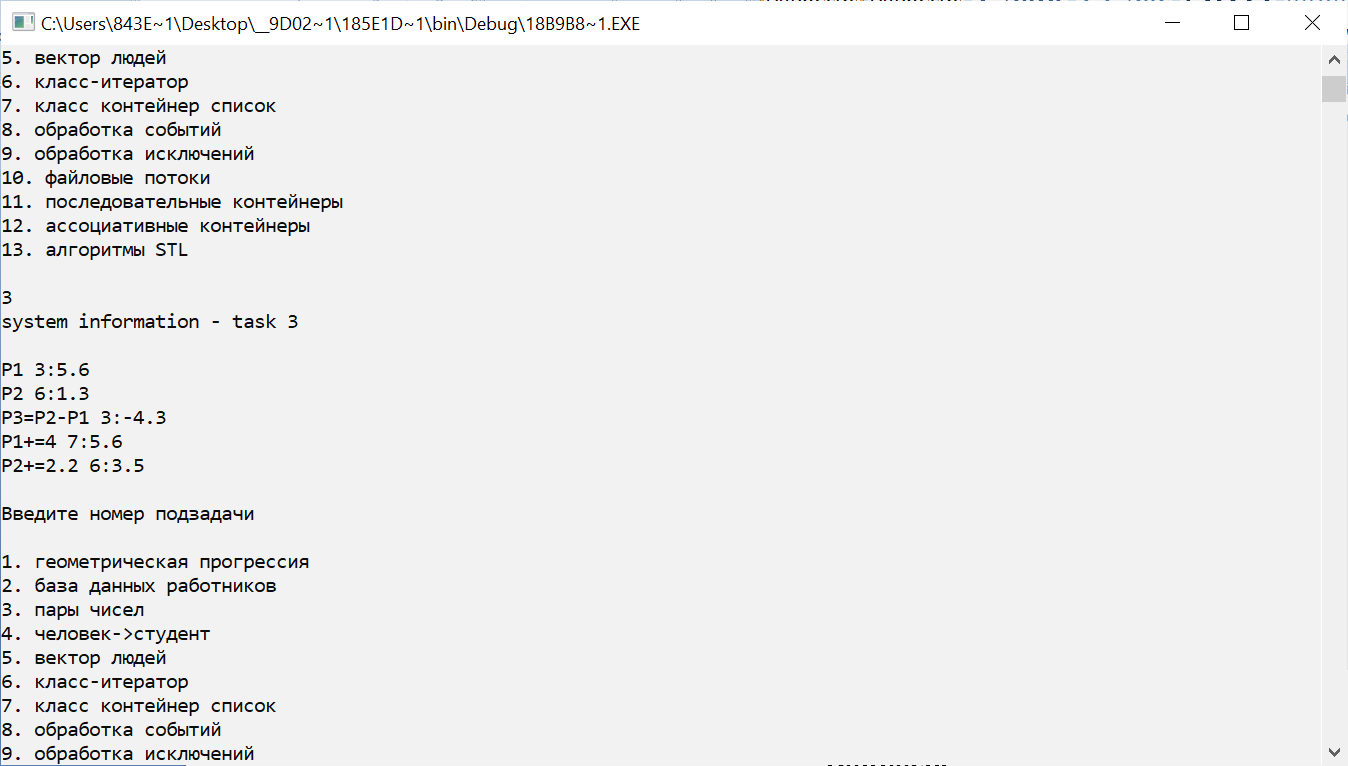 C:\Users\843E~1\Desktop\__9D02~1\185E1D~1\bin\Debug\18B9B8~1.EXE
5. вектор людей
6. класс-итератор
7. класс контейнер список
8. обработка событий
9. обработка исключений
10. файловые потоки
11. последовательные контейнеры
12. ассоциативные контейнеры
13. алгоритмы STL
3
system information - task 3
P1 3:5.6
P2 6:1.3
P3=P2-P1 3:-4.3
P1+=4 7:5.6
P2+=2.2 6:3.5
Введите номер подзадачи
1. геометрическая прогрессия
2. база данных работников
3. пары чисел
4. человек->студент
5. вектор людей
6. класс-итератор
7. класс контейнер список
8. обработка событий
9. обработка исключений